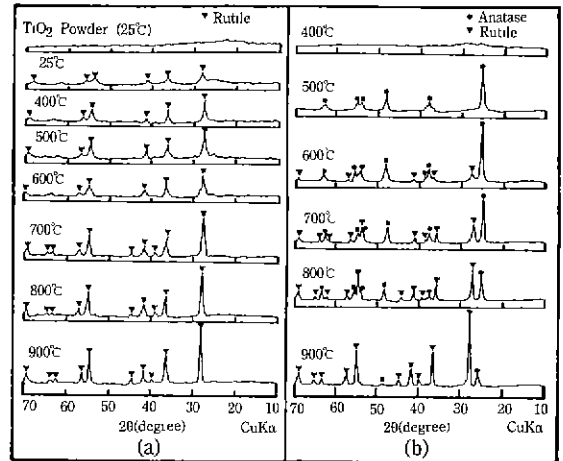 ▼ Rutile
TiO₂ Powder (25℃)
25℃
400℃
500℃
600℃
700℃
800℃
900℃
70 60 50 40 30 20 10
2θ(degree) CuKα
(a)
● Anatase
▼ Rutile
400℃
500℃
600℃
700℃
800℃
900℃
70 60 50 40 30 20 10
2θ(degree) CuKα
(b)